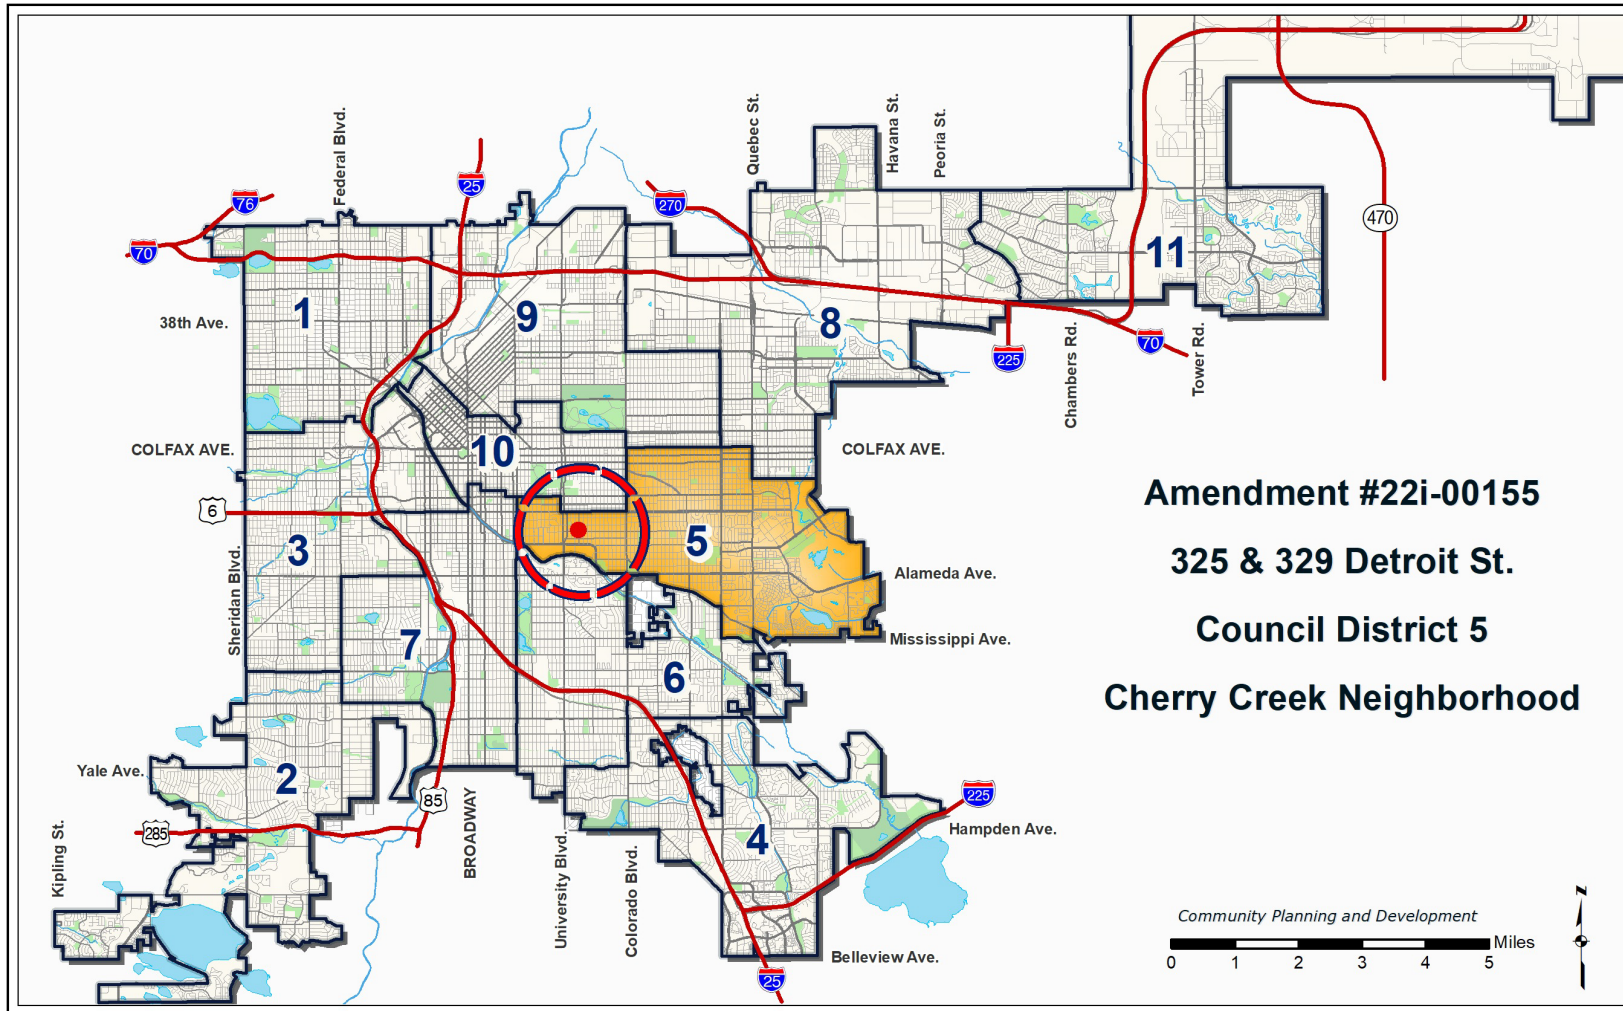 Federal Blvd.
Quebec St.
Havana St.
Peoria St.
76
25
270
70
470
1
9
8
11
38th Ave.
225
70
Chambers Rd.
Tower Rd.
COLFAX AVE.
10
COLFAX AVE.
6
3
5
Sheridan Blvd.
Alameda Ave.
Mississippi Ave.
7
6
Amendment #22i-00155
325 & 329 Detroit St.
Council District 5
Cherry Creek Neighborhood
Yale Ave.
2
85
285
BROADWAY
225
Hampden Ave.
4
Kipling St.
University Blvd.
Colorado Blvd.
Belleview Ave.
25
Community Planning and Development
Miles
0 1 2 3 4 5
N